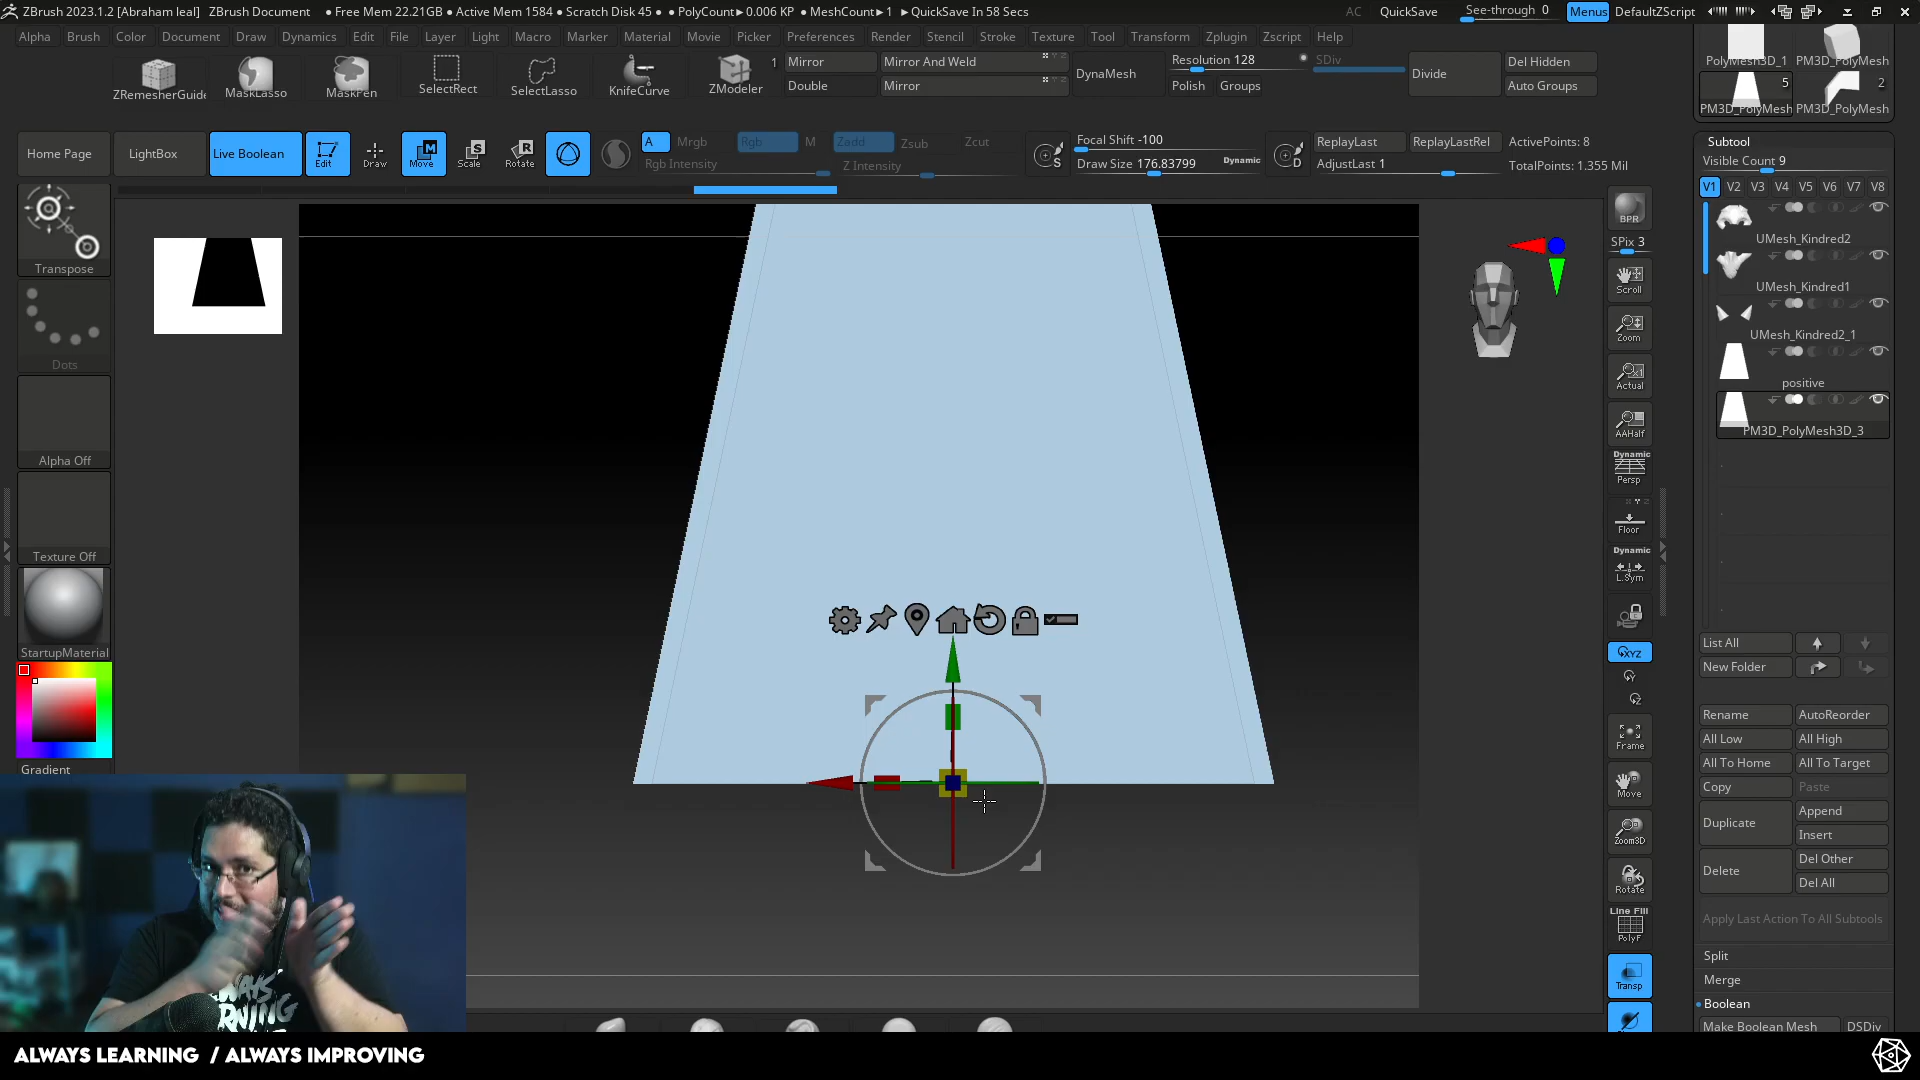 ZBrush 2023.1.2 [Abraham leal] ZBrush Document ● Free Mem 22.21GB ● Active Mem 1584 ● Scratch Disk 45 ● PolyCount► 0.006 KP ● MeshCount► 1 ►QuickSave In 58 Secs AC QuickSave See-through 0 Menus DefaultZScript
Alpha Brush Color Document Draw Dynamics Edit File Layer Light Macro Marker Material Movie Picker Preferences Render Stencil Stroke Texture Tool Transform Zplugin Zscript Help
ZRemesherGuide MaskLasso MaskPen SelectRect SelectLasso KnifeCurve ZModeler
1
Mirror Mirror And Weld
Double Mirror
DynaMesh
Resolution 128
Polish Groups
SDiv
Divide
Del Hidden
Auto Groups
PolyMesh3D_1 PM3D_PolyMesh
5 2
PM3D_PolyMesh PM3D_PolyMesh
Home Page LightBox Live Boolean Edit Draw Move Scale Rotate
A Mrgb Rgb M Zadd Zsub Zcut
Rgb Intensity Z Intensity
S
Focal Shift -100
Draw Size 176.83799 Dynamic
D
ReplayLast ReplayLastRel
AdjustLast 1
ActivePoints: 8
TotalPoints: 1.355 Mil
Transpose
Dots
Alpha Off
Texture Off
StartupMaterial
Gradient
BPR
SPix 3
Scroll
Zoom
Actual
AAHalf
Dynamic
Persp
Floor
Dynamic
L.Sym
XYZ
Frame
Move
Zoom3D
Rotate
Line Fill
PolyF
Transp
Subtool
Visible Count 9
V1 V2 V3 V4 V5 V6 V7 V8
UMesh_Kindred2
UMesh_Kindred1
UMesh_Kindred2_1
positive
PM3D_PolyMesh3D_3
List All
New Folder
Rename AutoReorder
All Low All High
All To Home All To Target
Copy Paste
Duplicate Append
Insert
Delete Del Other
Del All
Apply Last Action To All Subtools
Split
Merge
Boolean
Make Boolean Mesh DSDiv
ALWAYS LEARNING / ALWAYS IMPROVING